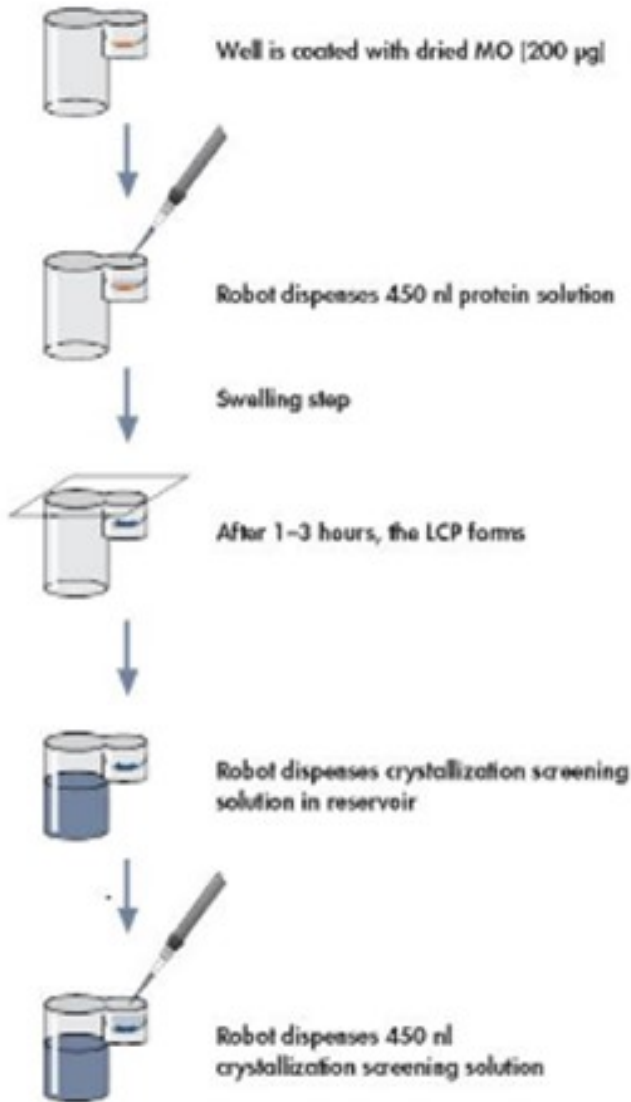 Well is coated with dried MO [200 µg]
Robot dispenses 450 nl protein solution
Swelling step
After 1–3 hours, the LCP forms
Robot dispenses crystallization screening
solution in reservoir
Robot dispenses 450 nl
crystallization screening solution